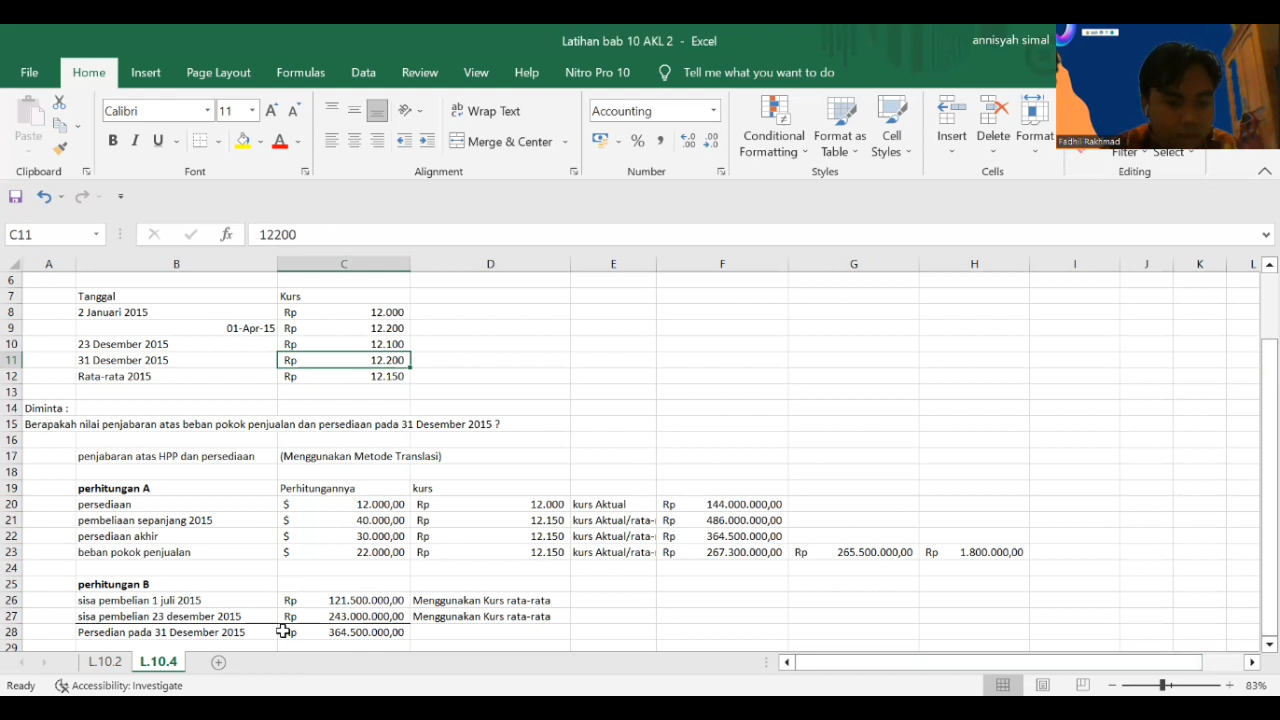 Latihan bab 10 AKL 2 - Excel
annisyah simal
File Home Insert Page Layout Formulas Data Review View Help Nitro Pro 10 Tell me what you want to do
Paste
Clipboard
Calibri 11
B I U
Font
Wrap Text
Merge & Center
Alignment
Accounting
Number
Conditional Formatting
Format as Table
Cell Styles
Styles
Insert Delete Format
Cells
Filter Select
Editing
Fadhil Rakhmad
C11 fx 12200
A B C D E F G H I J K L
6
7 Tanggal Kurs
8 2 Januari 2015 Rp 12.000
9 01-Apr-15 Rp 12.200
10 23 Desember 2015 Rp 12.100
11 31 Desember 2015 Rp 12.200
12 Rata-rata 2015 Rp 12.150
13
14 Diminta :
15 Berapakah nilai penjabaran atas beban pokok penjualan dan persediaan pada 31 Desember 2015 ?
16
17 penjabaran atas HPP dan persediaan (Menggunakan Metode Translasi)
18
19 perhitungan A Perhitungannya kurs
20 persediaan $ 12.000,00 Rp 12.000 kurs Aktual Rp 144.000.000,00
21 pembeliaan sepanjang 2015 $ 40.000,00 Rp 12.150 kurs Aktual/rata- Rp 486.000.000,00
22 persediaan akhir $ 30.000,00 Rp 12.150 kurs Aktual/rata- Rp 364.500.000,00
23 beban pokok penjualan $ 22.000,00 Rp 12.150 kurs Aktual/rata- Rp 267.300.000,00 Rp 265.500.000,00 Rp 1.800.000,00
24
25 perhitungan B
26 sisa pembelian 1 juli 2015 Rp 121.500.000,00 Menggunakan Kurs rata-rata
27 sisa pembelian 23 desember 2015 Rp 243.000.000,00 Menggunakan Kurs rata-rata
28 Persedian pada 31 Desember 2015 Rp 364.500.000,00
29
L.10.2 L.10.4
Ready Accessibility: Investigate 83%